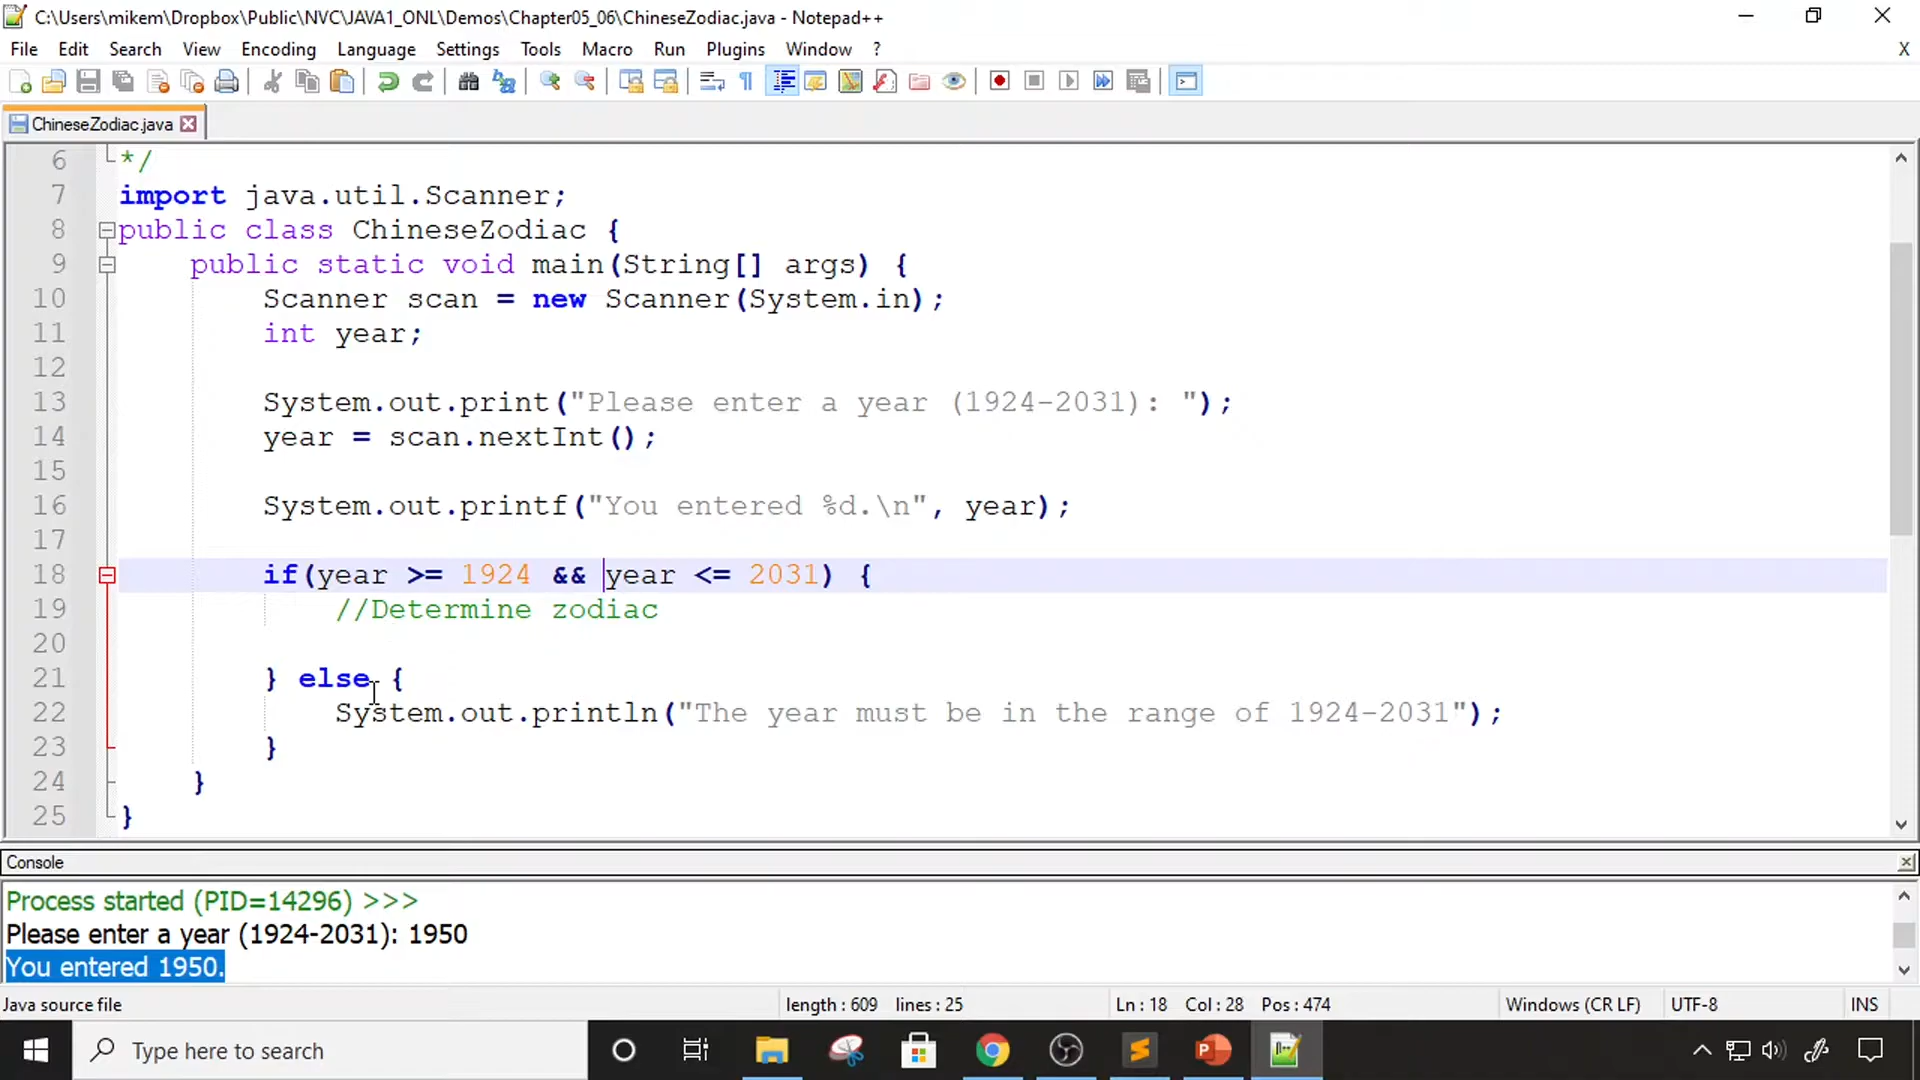 C:\Users\mikem\Dropbox\Public\NVC\JAVA1_ONL\Demos\Chapter05_06\ChineseZodiac.java - Notepad++
File Edit Search View Encoding Language Settings Tools Macro Run Plugins Window ? X
ChineseZodiac.java
6 */
7 import java.util.Scanner;
8 public class ChineseZodiac {
9 public static void main(String[] args) {
10 Scanner scan = new Scanner(System.in);
11 int year;
12
13 System.out.print("Please enter a year (1924-2031): ");
14 year = scan.nextInt();
15
16 System.out.printf("You entered %d.\n", year);
17
18 if(year >= 1924 && year <= 2031) {
19 //Determine zodiac
20
21 } else {
22 System.out.println("The year must be in the range of 1924-2031");
23 }
24 }
25 }
Console
Process started (PID=14296) >>>
Please enter a year (1924-2031): 1950
You entered 1950.
Java source file length : 609 lines : 25 Ln : 18 Col : 28 Pos : 474 Windows (CR LF) UTF-8 INS
Type here to search